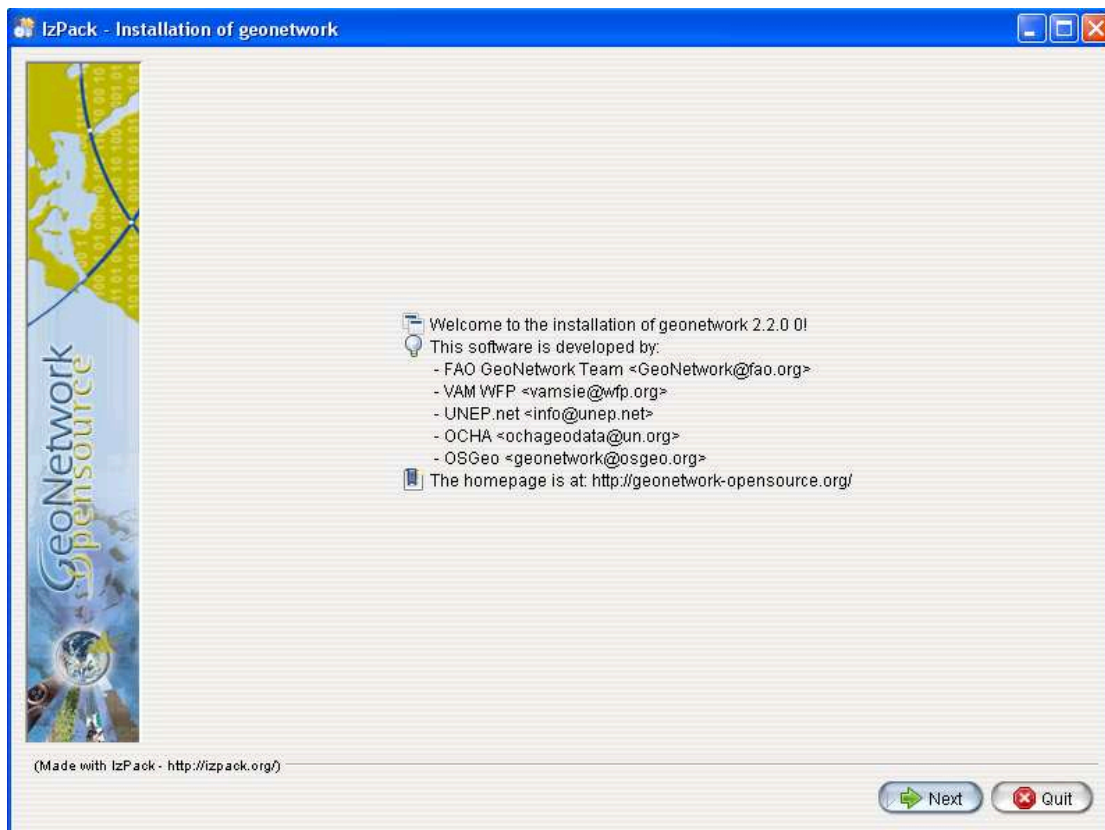 IzPack - Installation of geonetwork
GeoNetwork
Opensource
Welcome to the installation of geonetwork 2.2.0 0!
This software is developed by:
- FAO GeoNetwork Team <GeoNetwork@fao.org>
- VAM WFP <vamsie@wfp.org>
- UNEP.net <info@unep.net>
- OCHA <ochageodata@un.org>
- OSGeo <geonetwork@osgeo.org>
The homepage is at: http://geonetwork-opensource.org/
(Made with IzPack - http://izpack.org/)
Next
Quit